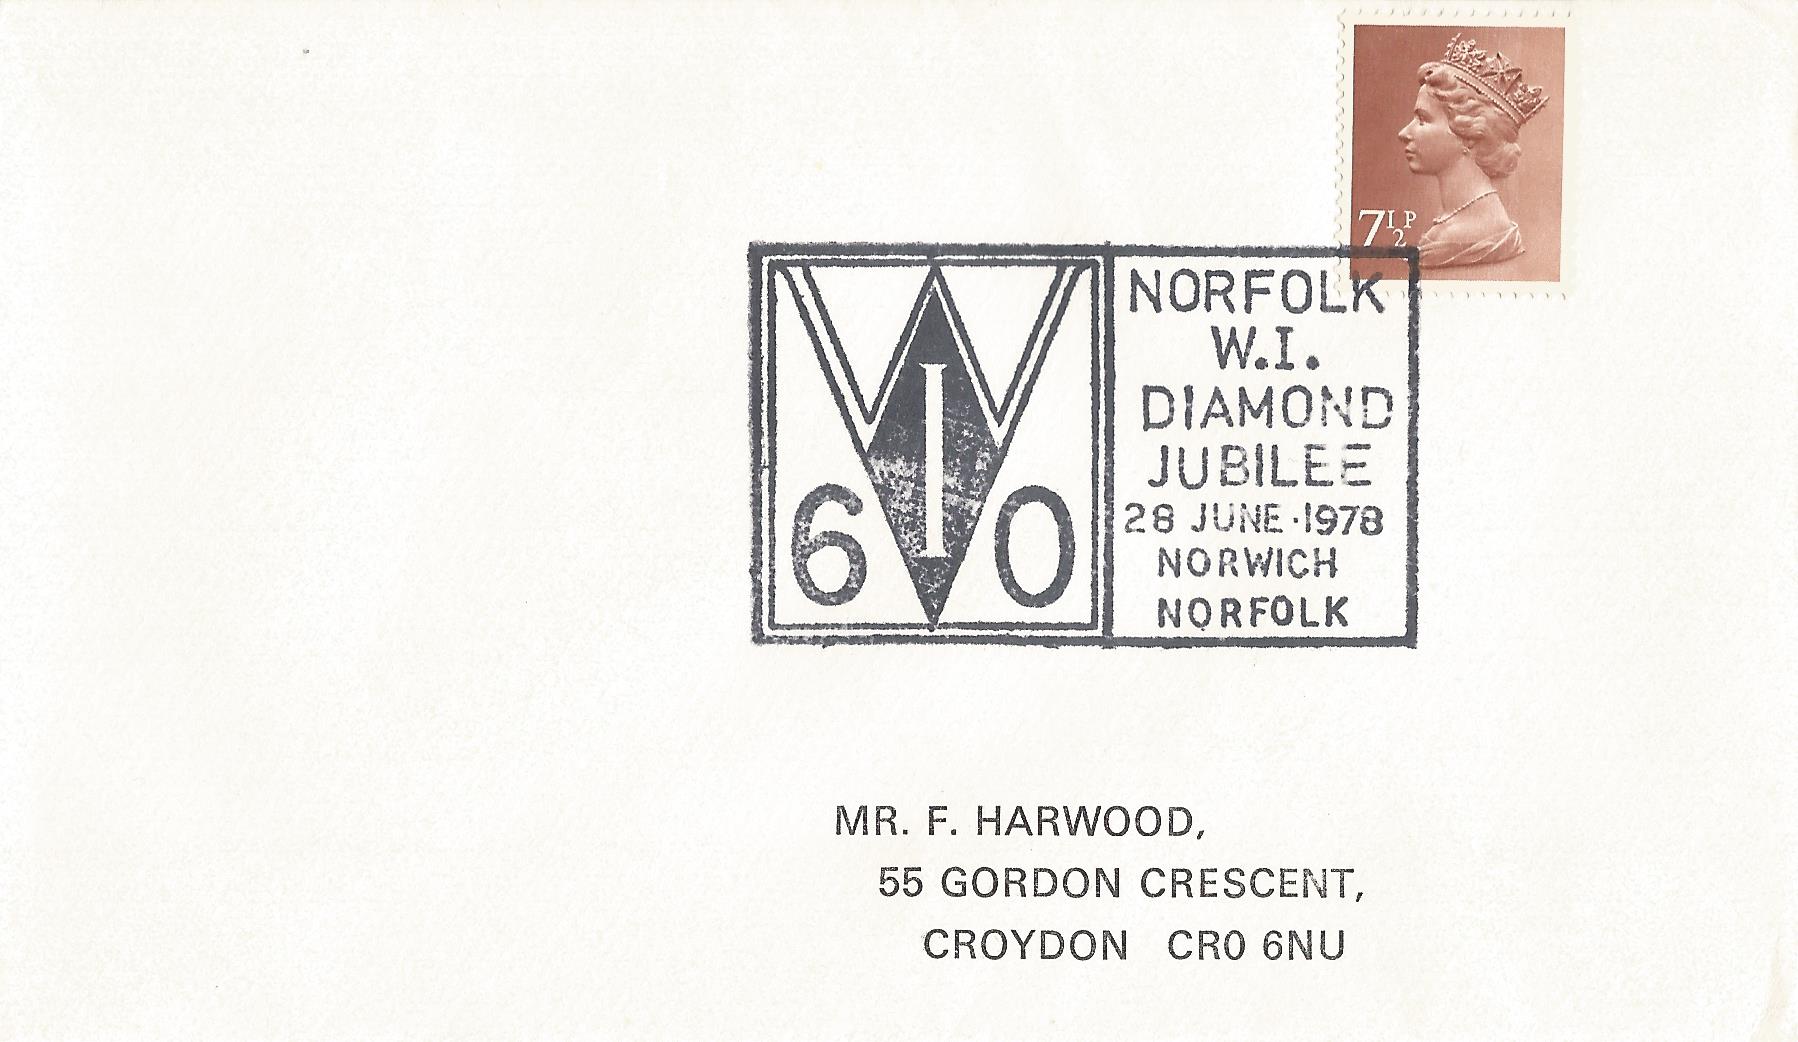 7½P
W
I
60
NORFOLK
W.I.
DIAMOND
JUBILEE
28 JUNE·1978
NORWICH
NORFOLK
MR. F. HARWOOD,
55 GORDON CRESCENT,
CROYDON CR0 6NU